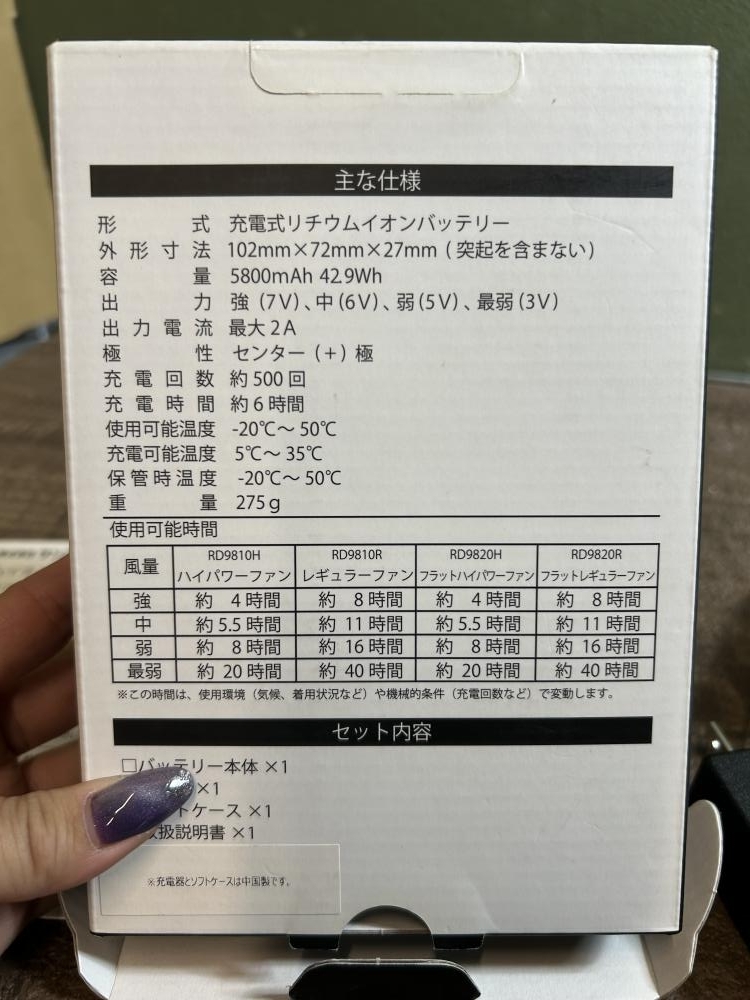 主な仕様
形式 充電式リチウムイオンバッテリー
外形寸法 102mm×72mm×27mm (突起を含まない)
容量 5800mAh 42.9Wh
出力 強(7V)、中(6V)、弱(5V)、最弱(3V)
出力電流 最大2A
極性 センター(+)極
充電回数 約500回
充電時間 約6時間
使用可能温度 -20℃～50℃
充電可能温度 5℃～35℃
保管時温度 -20℃～50℃
重量 275g
使用可能時間
風量 RD9810H ハイパワーファン RD9810R レギュラーファン RD9820H フラットハイパワーファン RD9820R フラットレギュラーファン
強 約 4時間 約 8時間 約 4時間 約 8時間
中 約5.5時間 約 11時間 約5.5時間 約 11時間
弱 約 8時間 約 16時間 約 8時間 約 16時間
最弱 約 20時間 約 40時間 約 20時間 約 40時間
※この時間は、使用環境（気候、着用状況など）や機械的条件（充電回数など）で変動します。
セット内容
□バッテリー本体 ×1
×1
トケース ×1
取扱説明書 ×1
※充電器とソフトケースは中国製です。